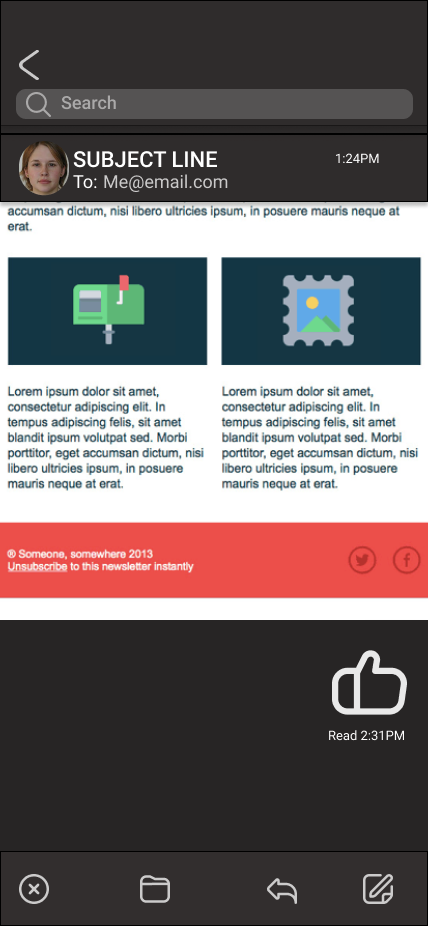 Search
SUBJECT LINE
1:24PM
To: Me@email.com
accumsan dictum, nisi libero ultricies ipsum, in posuere mauris neque at
erat.
Lorem ipsum dolor sit amet,
consectetur adipiscing elit. In
tempus adipiscing felis, sit amet
blandit ipsum volutpat sed. Morbi
porttitor, eget accumsan dictum, nisi
libero ultricies ipsum, in posuere
mauris neque at erat.
Lorem ipsum dolor sit amet,
consectetur adipiscing elit. In
tempus adipiscing felis, sit amet
blandit ipsum volutpat sed. Morbi
porttitor, eget accumsan dictum, nisi
libero ultricies ipsum, in posuere
mauris neque at erat.
® Someone, somewhere 2013
Unsubscribe to this newsletter instantly
Read 2:31PM